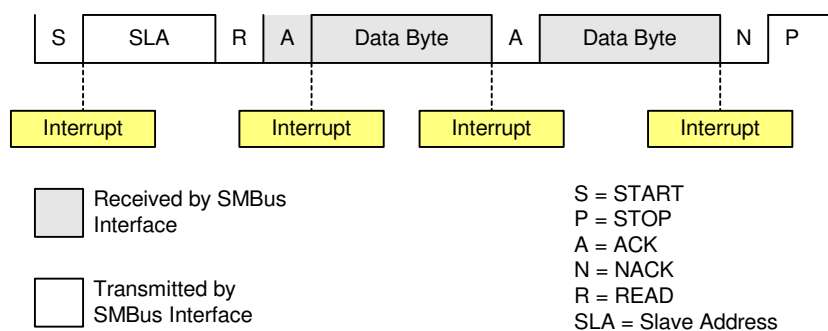 S SLA R A Data Byte A Data Byte N P
Interrupt Interrupt Interrupt Interrupt
Received by SMBus
Interface
Transmitted by
SMBus Interface
S = START
P = STOP
A = ACK
N = NACK
R = READ
SLA = Slave Address